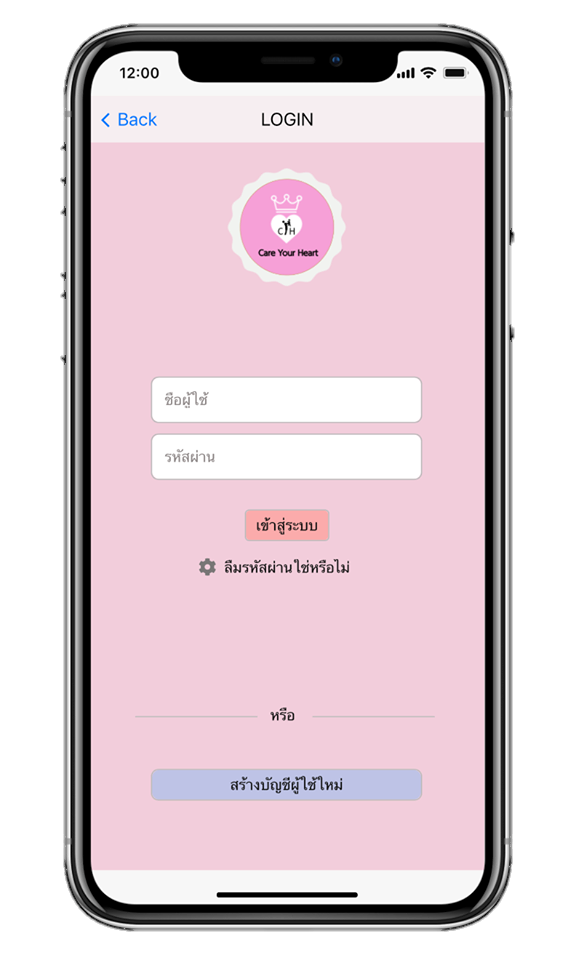 12:00
Back
LOGIN
C H
Care Your Heart
ชื่อผู้ใช้
รหัสผ่าน
เข้าสู่ระบบ
ลืมรหัสผ่านใช่หรือไม่
หรือ
สร้างบัญชีผู้ใช้ใหม่